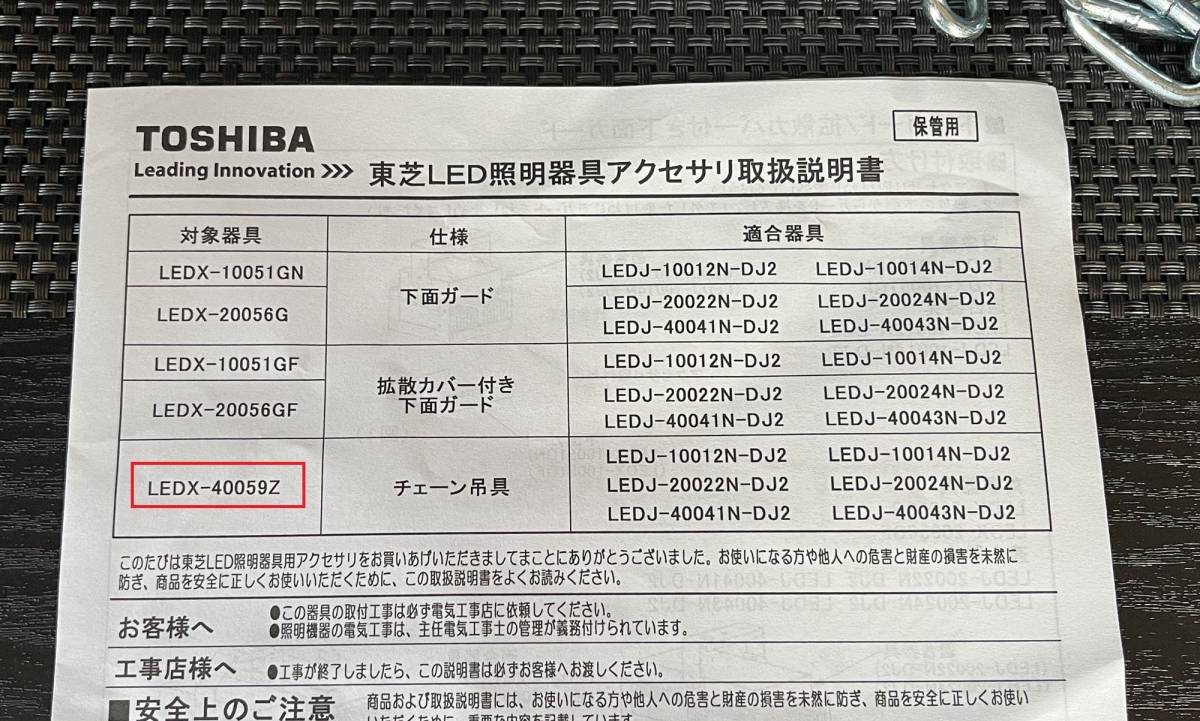 保管用
TOSHIBA
Leading Innovation >>> 東芝LED照明器具アクセサリ取扱説明書
対象器具 仕様 適合器具
LEDX-10051GN 下面ガード LEDJ-10012N-DJ2 LEDJ-10014N-DJ2
LEDX-20056G LEDJ-20022N-DJ2 LEDJ-20024N-DJ2
LEDJ-40041N-DJ2 LEDJ-40043N-DJ2
LEDX-10051GF 拡散カバー付き LEDJ-10012N-DJ2 LEDJ-10014N-DJ2
LEDX-20056GF 下面ガード LEDJ-20022N-DJ2 LEDJ-20024N-DJ2
LEDJ-40041N-DJ2 LEDJ-40043N-DJ2
LEDJ-10012N-DJ2 LEDJ-10014N-DJ2
LEDX-40059Z チェーン吊具 LEDJ-20022N-DJ2 LEDJ-20024N-DJ2
LEDJ-40041N-DJ2 LEDJ-40043N-DJ2
このたびは東芝LED照明器具用アクセサリをお買いあげいただきましてまことにありがとうございました。お使いになる方や他人への危害と財産の損害を未然に
防ぎ、商品を安全に正しくお使いいただくために、この取扱説明書をよくお読みください。
お客様へ ●この器具の取付工事は必ず電気工事店に依頼してください。
●照明機器の電気工事は、主任電気工事士の管理が義務付けられています。
工事店様へ ●工事が終了しましたら、この説明書は必ずお客様へお渡しください。
■安全上のご注意 商品および取扱説明書には、お使いになる方や他人への危害と財産の損害を未然に防ぎ、商品を安全に正しくお使い
いただくために、重要な内容を記載しています。